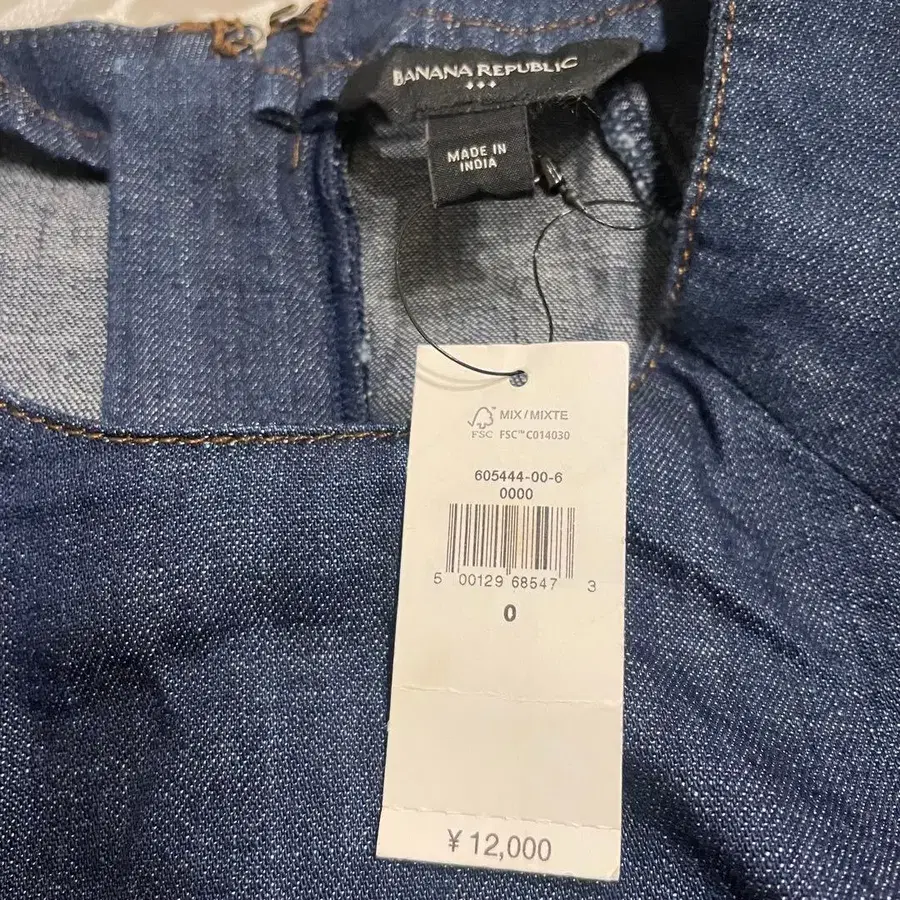 BANANA REPUBLIC
MADE IN
INDIA
MIX/MIXTE
FSC FSC™ C014030
605444-00-6
0000
5 00129 68547 3
0
¥ 12,000